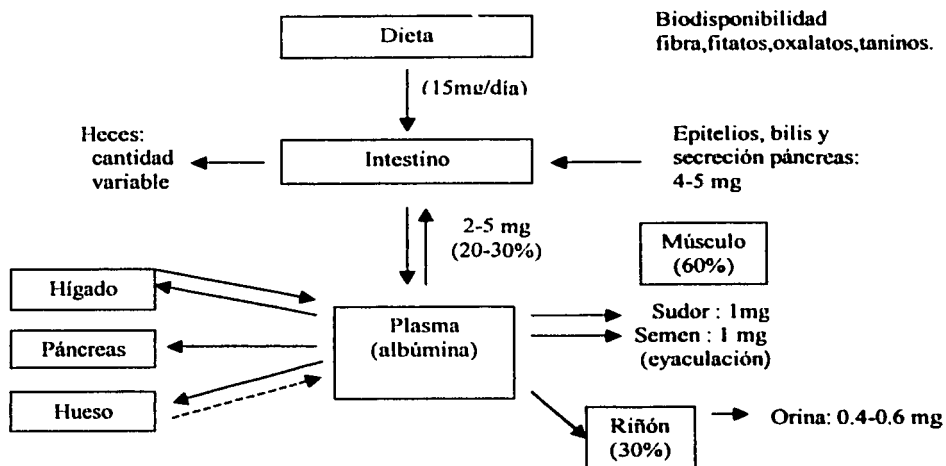 Dieta
Biodisponibilidad
fibra,fitatos,oxalatos,taninos.
(15mg/día)
Heces:
cantidad
variable
Intestino
Epitelios, bilis y
secreción páncreas:
4-5 mg
2-5 mg
(20-30%)
Músculo
(60%)
Hígado
Páncreas
Hueso
Plasma
(albúmina)
Sudor : 1mg
Semen : 1 mg
(eyaculación)
Riñón
(30%)
Orina: 0.4-0.6 mg